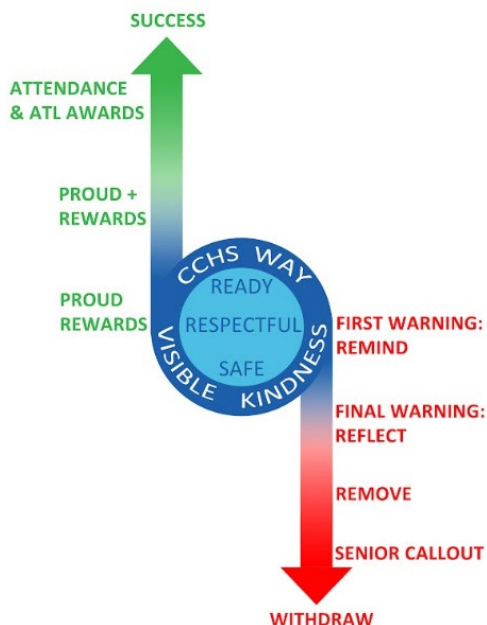 SUCCESS
ATTENDANCE
& ATL AWARDS
PROUD +
REWARDS
PROUD
REWARDS
CCHS WAY
READY
RESPECTFUL
SAFE
VISIBLE KINDNESS
FIRST WARNING:
REMIND
FINAL WARNING:
REFLECT
REMOVE
SENIOR CALLOUT
WITHDRAW